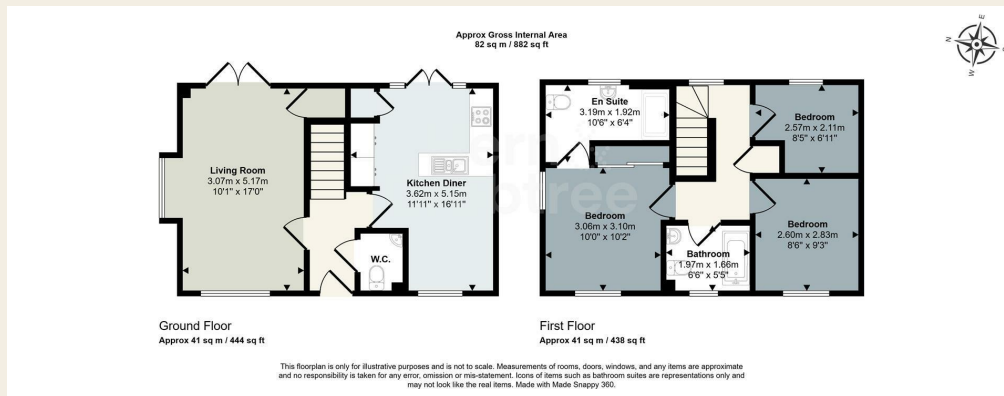 Approx Gross Internal Area
82 sq m / 882 sq ft
N
E
W
Living Room
3.07m x 5.17m
10'1" x 17'0"
Kitchen Diner
3.62m x 5.15m
11'11" x 16'11"
W.C.
En Suite
3.19m x 1.92m
10'6" x 6'4"
Bedroom
2.57m x 2.11m
8'5" x 6'11"
Bedroom
3.06m x 3.10m
10'0" x 10'2"
Bathroom
1.97m x 1.66m
6'6" x 5'5"
Bedroom
2.60m x 2.83m
8'6" x 9'3"
Ground Floor
Approx 41 sq m / 444 sq ft
First Floor
Approx 41 sq m / 438 sq ft
This floorplan is only for illustrative purposes and is not to scale. Measurements of rooms, doors, windows, and any items are approximate
and no responsibility is taken for any error, omission or mis-statement. Icons of items such as bathroom suites are representations only and
may not look like the real items. Made with Made Snappy 360.